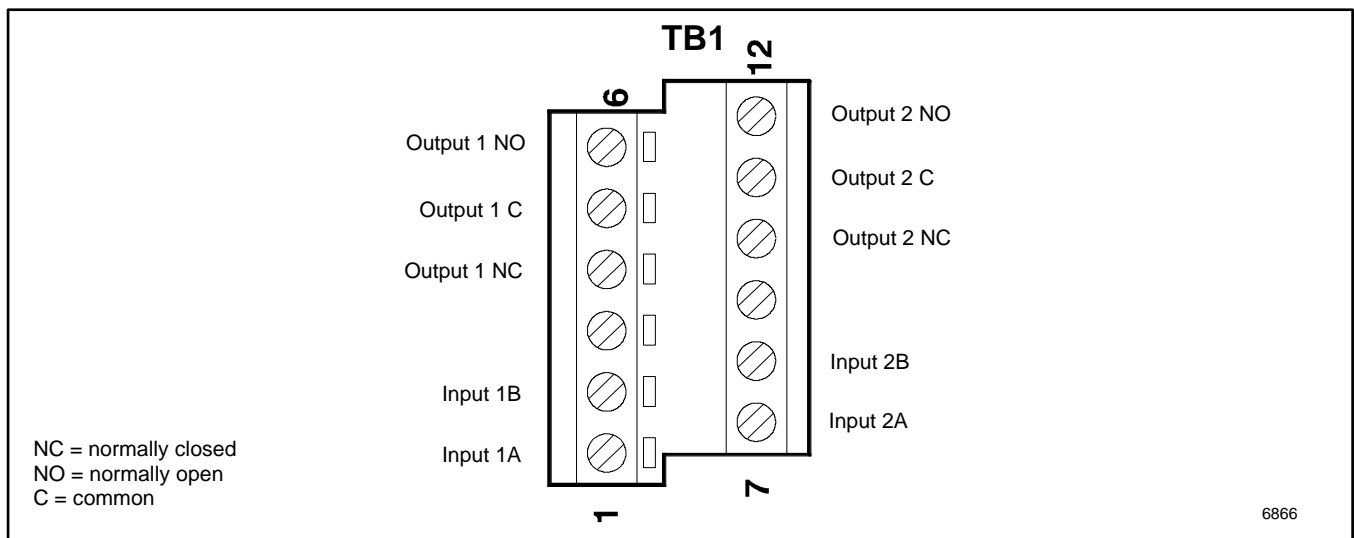 TB1
6
12
Output 1 NO
Output 1 C
Output 1 NC
Input 1B
Input 1A
Output 2 NO
Output 2 C
Output 2 NC
Input 2B
Input 2A
1
7
NC = normally closed
NO = normally open
C = common
6866